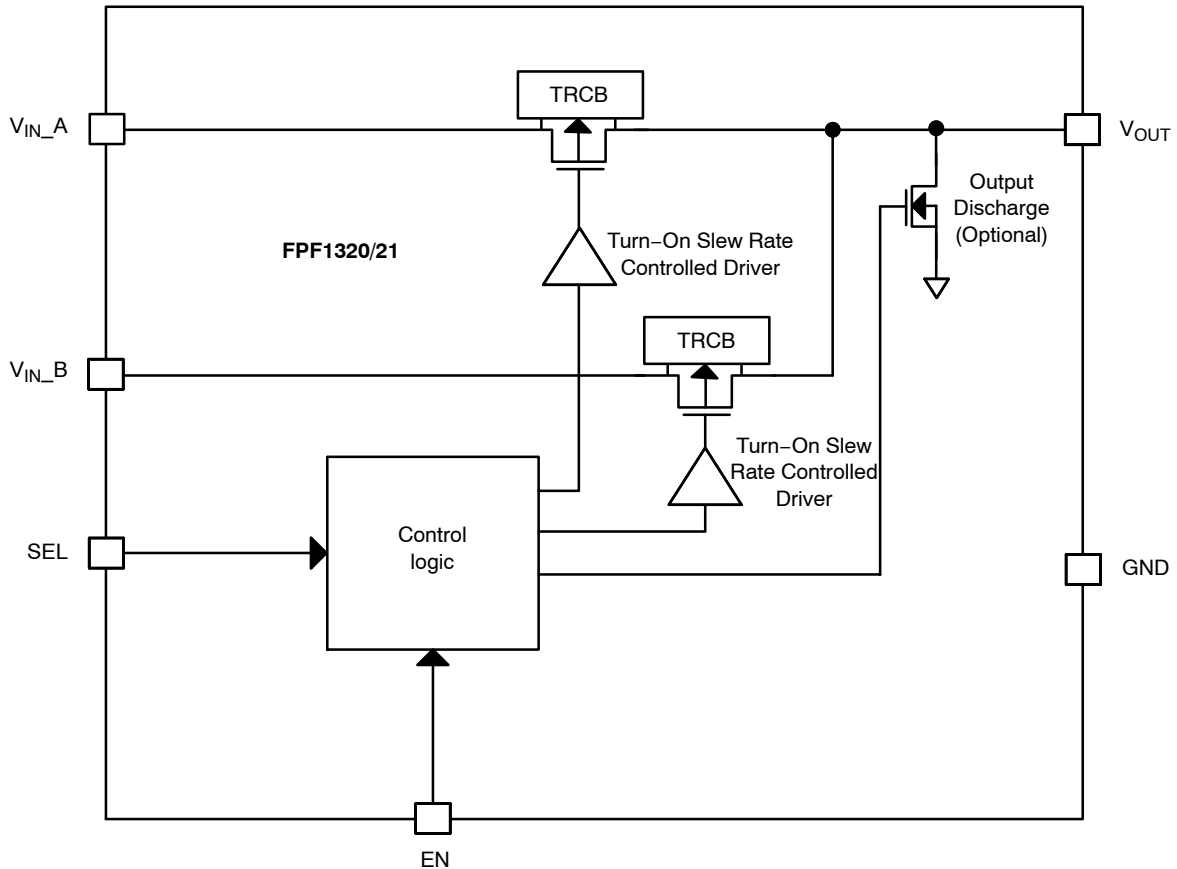 TRCB
V_IN_A
V_OUT
Output
Discharge
(Optional)
FPF1320/21
Turn−On Slew Rate
Controlled Driver
TRCB
V_IN_B
Turn−On Slew
Rate Controlled
Driver
Control
logic
SEL
GND
EN